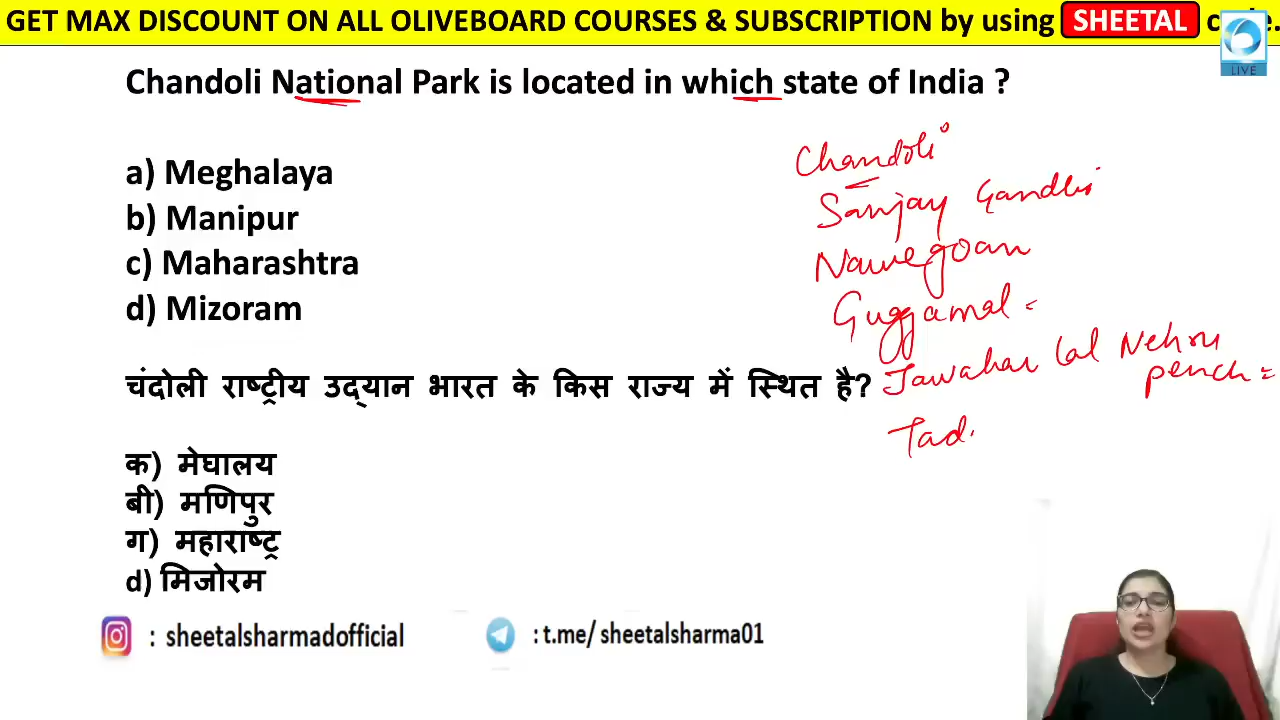 GET MAX DISCOUNT ON ALL OLIVEBOARD COURSES & SUBSCRIPTION by using SHEETAL c de.
LIVE
Chandoli National Park is located in which state of India ?
a) Meghalaya
b) Manipur
c) Maharashtra
d) Mizoram
Chandoli
Sanjay Gandhi
Nawegoan
Guggamal =
Jawahar Lal Nehru
pench =
Tad
चंदोली राष्ट्रीय उद्यान भारत के किस राज्य में स्थित है?
क) मेघालय
बी) मणिपुर
ग) महाराष्ट्र
d) मिजोरम
: sheetalsharmadofficial
: t.me/ sheetalsharma01